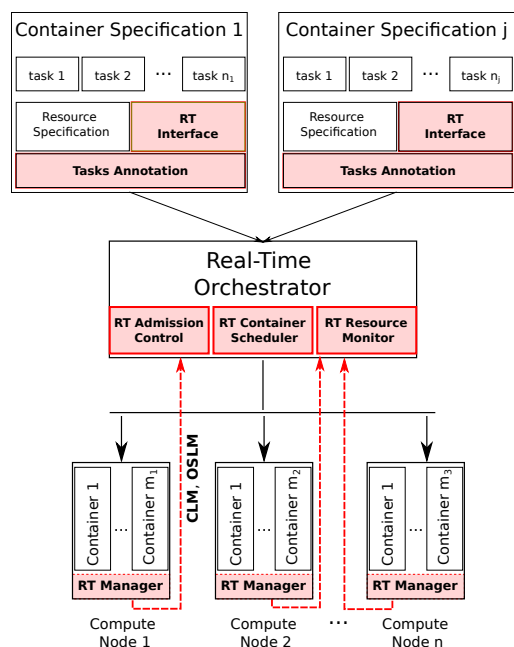 Container Specification 1
task 1 task 2 ... task n1
Resource Specification
RT Interface
Tasks Annotation
Container Specification j
task 1 task 2 ... task nj
Resource Specification
RT Interface
Tasks Annotation
Real-Time
Orchestrator
RT Admission Control
RT Container Scheduler
RT Resource Monitor
CLM, OSLM
Container 1 ... Container m1
RT Manager
Compute
Node 1
Container 1 ... Container m2
RT Manager
Compute
Node 2
...
Container 1 ... Container m3
RT Manager
Compute
Node n